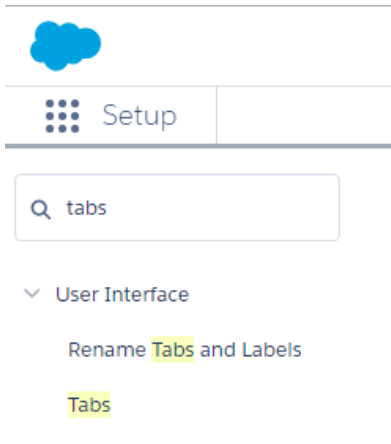 Setup
tabs
User Interface
Rename Tabs and Labels
Tabs